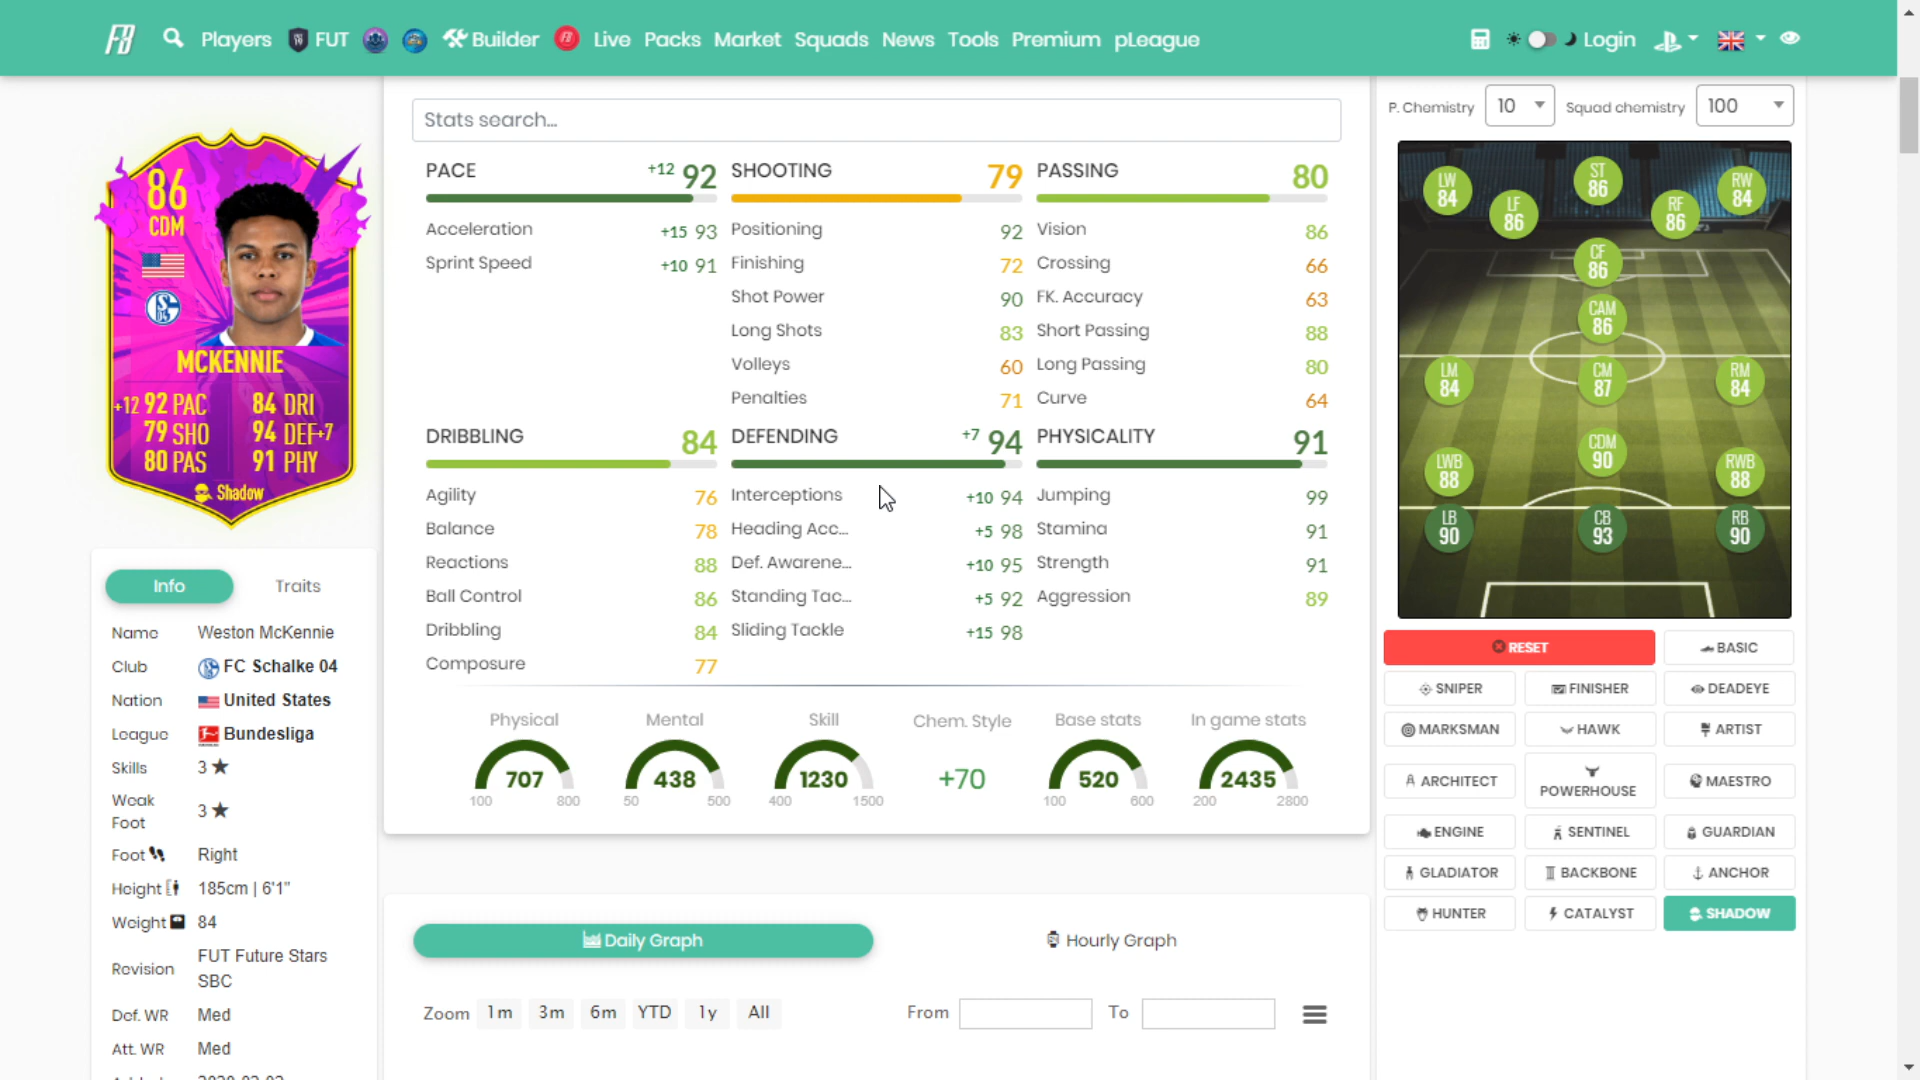 Players FUT Builder Live Packs Market Squads News Tools Premium pLeague Login
86
CDM
MCKENNIE
+12 92 PAC 84 DRI
79 SHO 94 DEF+7
80 PAS 91 PHY
Shadow
Info Traits
Name Weston McKennie
Club FC Schalke 04
Nation United States
League Bundesliga
Skills 3 ★
Weak Foot 3 ★
Foot Right
Height 185cm | 6'1"
Weight 84
Revision FUT Future Stars SBC
Def. WR Med
Att. WR Med
Stats search...
PACE +12 92
Acceleration +15 93
Sprint Speed +10 91
SHOOTING 79
Positioning 92
Finishing 72
Shot Power 90
Long Shots 83
Volleys 60
Penalties 71
PASSING 80
Vision 86
Crossing 66
FK. Accuracy 63
Short Passing 88
Long Passing 80
Curve 64
DRIBBLING 84
Agility 76
Balance 78
Reactions 88
Ball Control 86
Dribbling 84
Composure 77
DEFENDING +7 94
Interceptions +10 94
Heading Acc... +5 98
Def. Awarene... +10 95
Standing Tac... +5 92
Sliding Tackle +15 98
PHYSICALITY 91
Jumping 99
Stamina 91
Strength 91
Aggression 89
Physical Mental Skill Chem. Style Base stats In game stats
707 438 1230 +70 520 2435
100 800 50 500 400 1500 100 600 200 2800
Daily Graph Hourly Graph
Zoom 1m 3m 6m YTD 1y All From To
P. Chemistry 10 Squad chemistry 100
LW 84
ST 86
RW 84
LF 86
RF 86
CF 86
CAM 86
LM 84
CM 87
RM 84
CDM 90
LWB 88
RWB 88
LB 90
CB 93
RB 90
RESET BASIC
SNIPER FINISHER DEADEYE
MARKSMAN HAWK ARTIST
ARCHITECT POWERHOUSE MAESTRO
ENGINE SENTINEL GUARDIAN
GLADIATOR BACKBONE ANCHOR
HUNTER CATALYST SHADOW